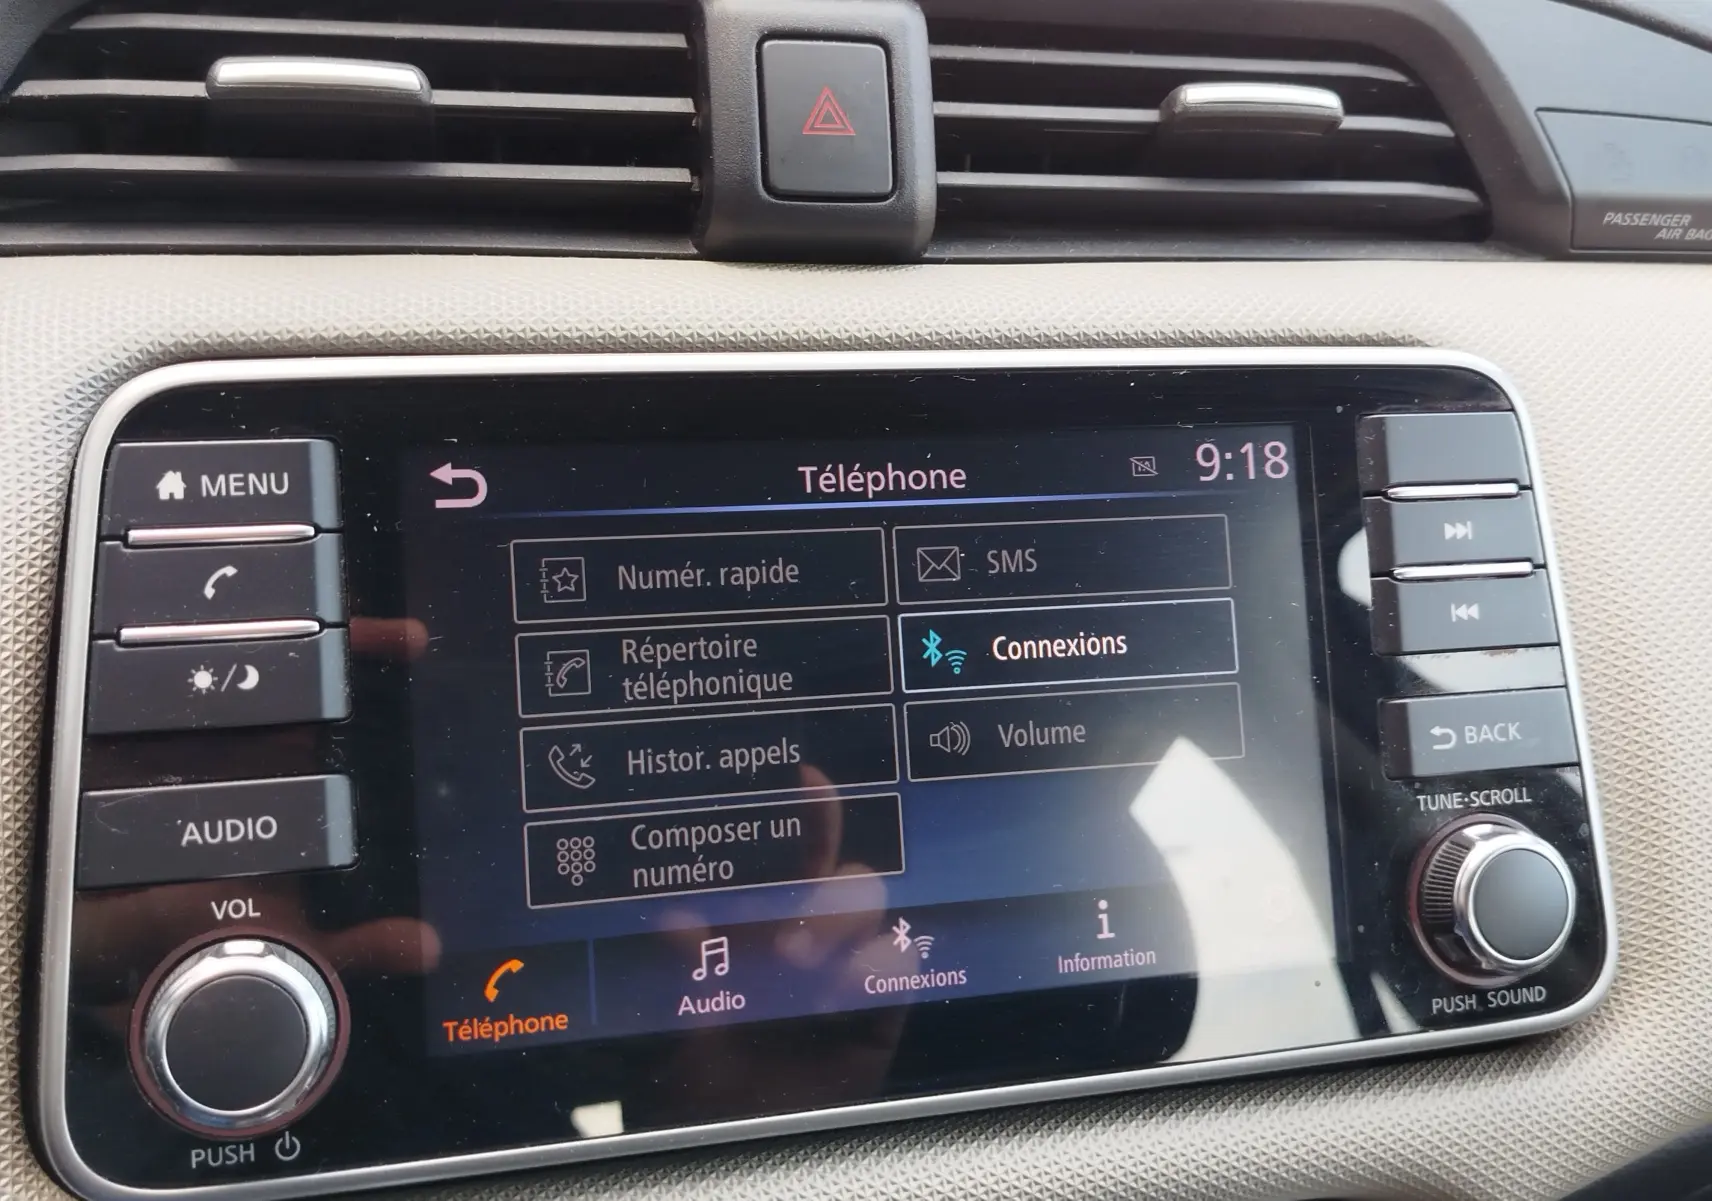 PASSENGER
AIR BAG
MENU
Téléphone
9:18
Numér. rapide
SMS
Répertoire
téléphonique
Connexions
Histor. appels
Volume
Composer un
numéro
AUDIO
BACK
VOL
TUNE·SCROLL
Téléphone
Audio
Connexions
Information
PUSH SOUND
PUSH